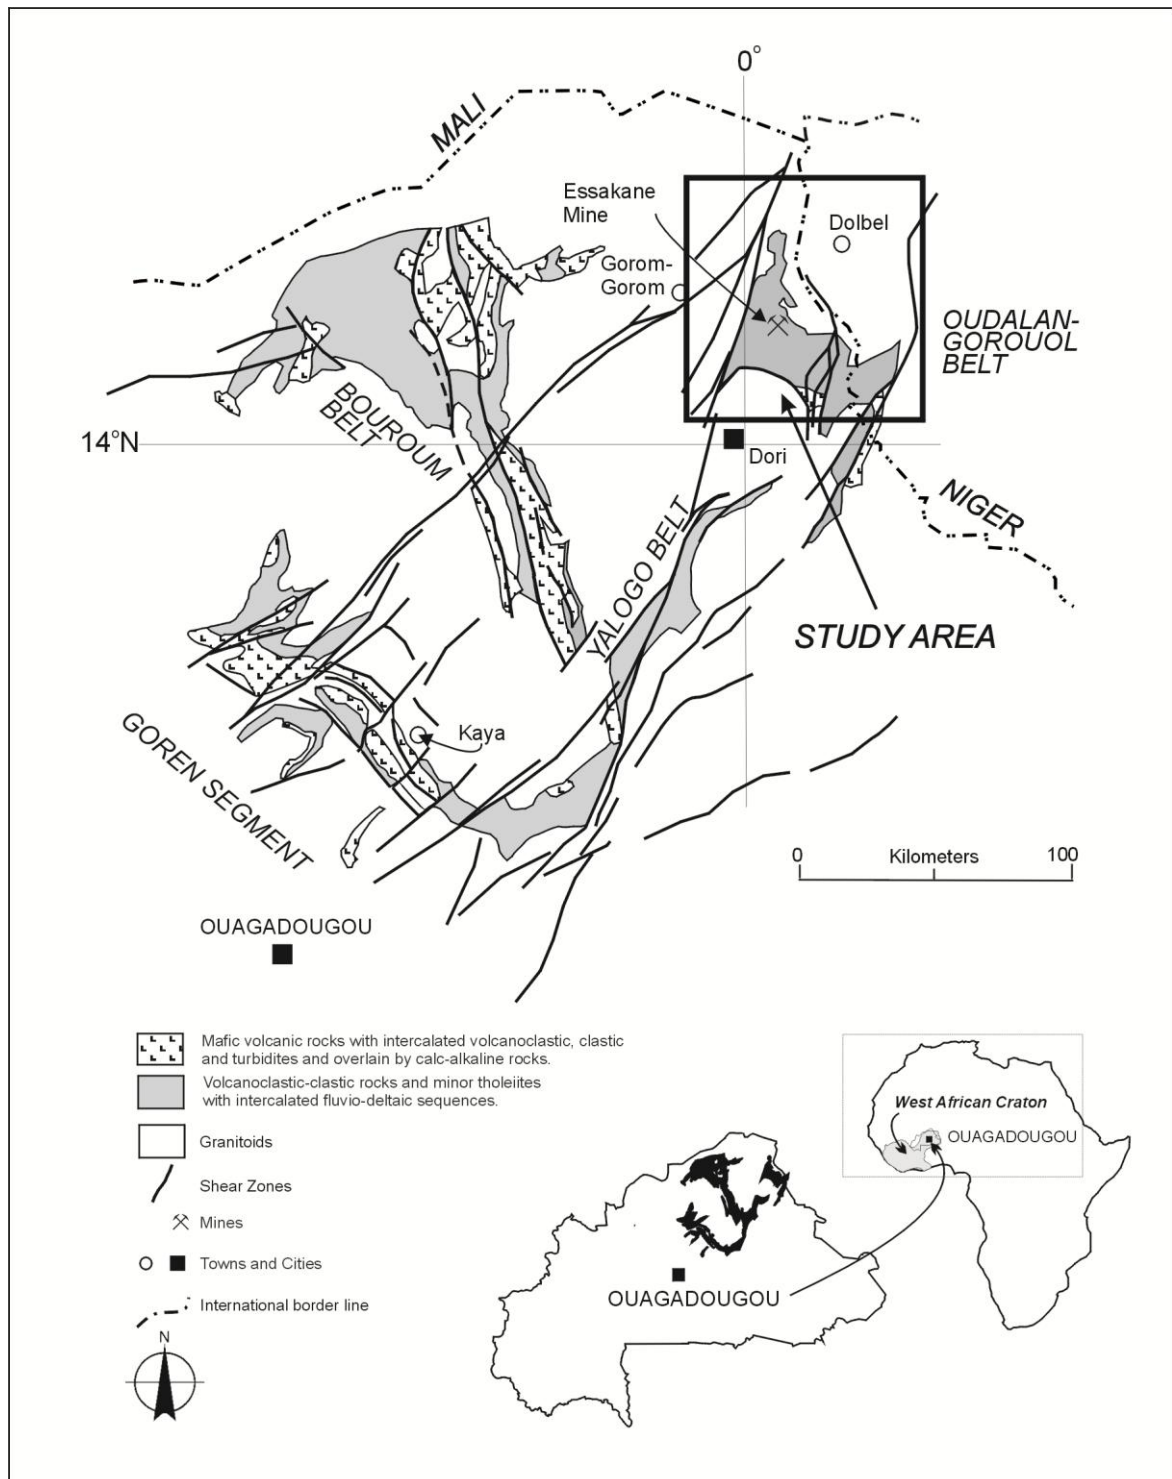 0°
MALI
Essakane
Mine
Dolbel
Gorom-
Gorom
OUDALAN-
GOROUOL
BELT
BOUROUM
BELT
14°N
Dori
NIGER
YALOGO BELT
STUDY AREA
Kaya
GOREN SEGMENT
0 Kilometers 100
OUAGADOUGOU
Mafic volcanic rocks with intercalated volcanoclastic, clastic
and turbidites and overlain by calc-alkaline rocks.
Volcanoclastic-clastic rocks and minor tholeiites
with intercalated fluvio-deltaic sequences.
Granitoids
Shear Zones
Mines
Towns and Cities
International border line
N
West African Craton
OUAGADOUGOU
OUAGADOUGOU